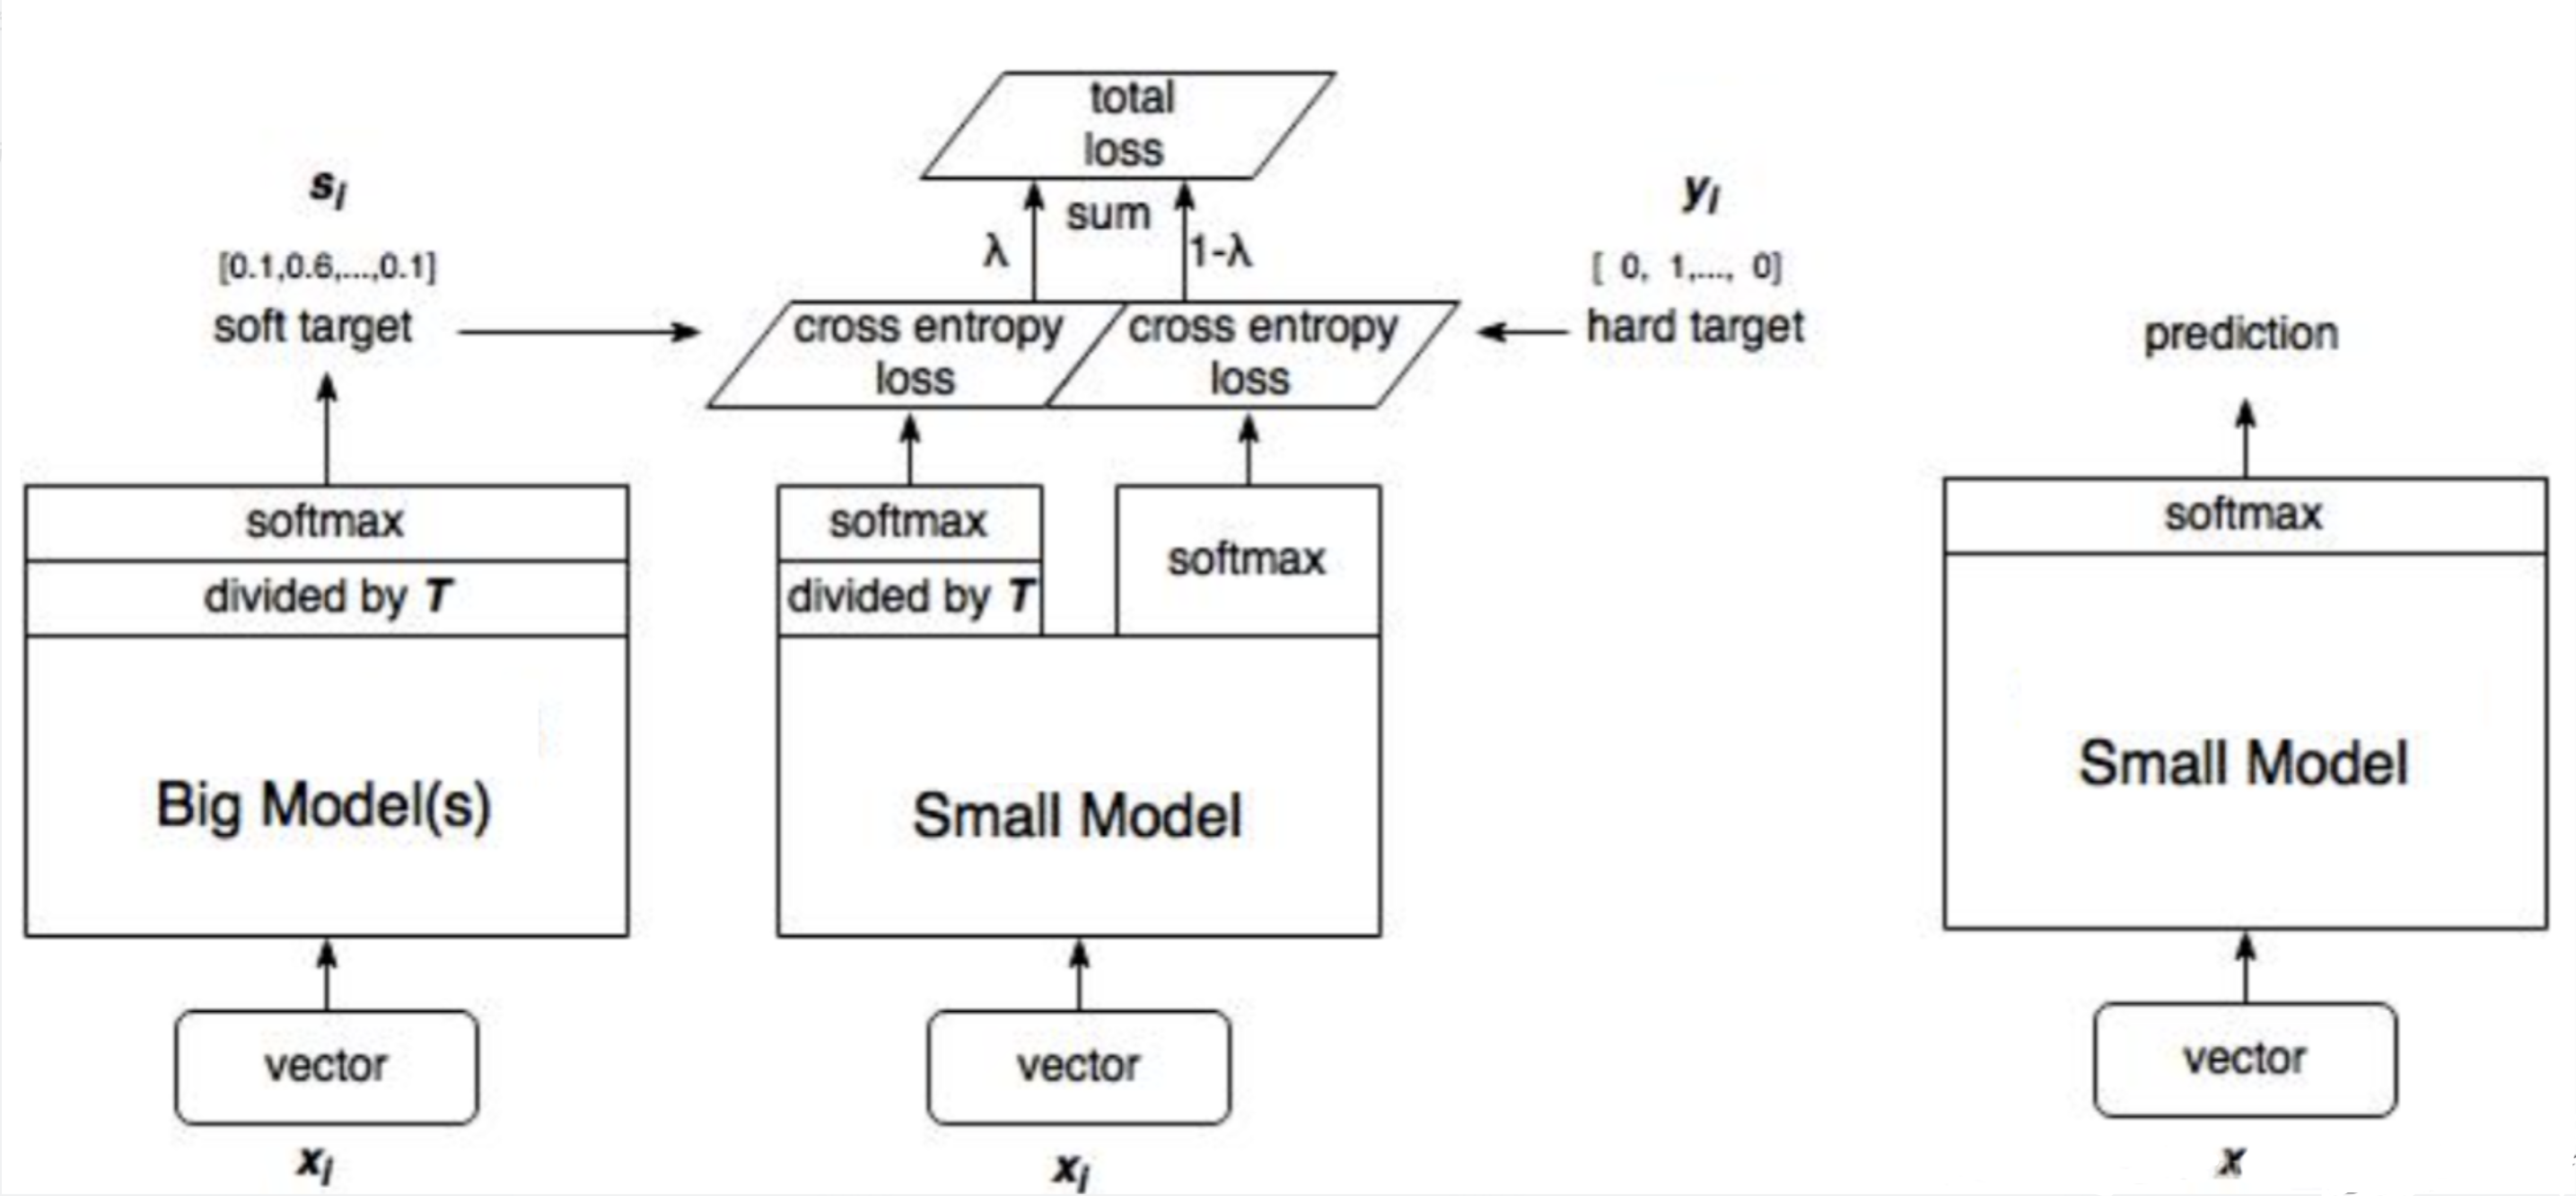 total
loss
sum
λ
1-λ
s_i
[0.1,0.6,...,0.1]
soft target
cross entropy
loss
cross entropy
loss
y_i
[ 0, 1,..., 0]
hard target
prediction
softmax
divided by T
Big Model(s)
vector
x_i
softmax
divided by T
softmax
Small Model
vector
x_i
softmax
Small Model
vector
x